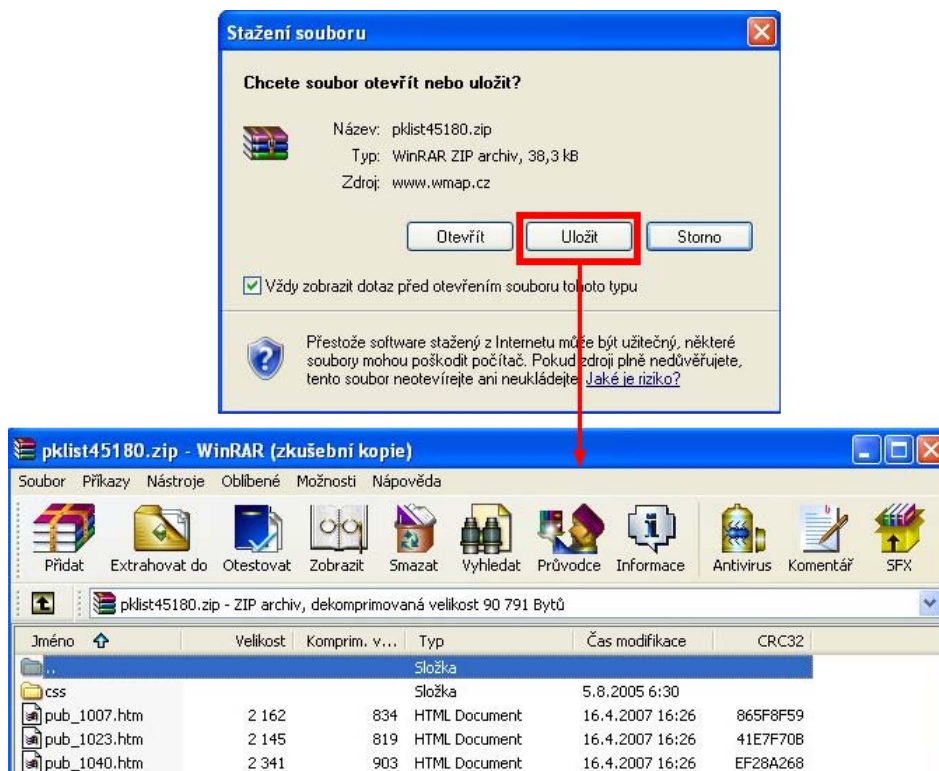 Stažení souboru
Chcete soubor otevřít nebo uložit?
Název: pklist45180.zip
Typ: WinRAR ZIP archiv, 38,3 kB
Zdroj: www.wmap.cz
Otevřít Uložit Storno
Vždy zobrazit dotaz před otevřením souboru tohoto typu
Přestože software stažený z Internetu může být užitečný, některé
soubory mohou poškodit počítač. Pokud zdroji plně nedůvěřujete,
tento soubor neotevírejte ani neukládejte. Jaké je riziko?
pklist45180.zip - WinRAR (zkušební kopie)
Soubor Příkazy Nástroje Oblíbené Možnosti Nápověda
Přidat Extrahovat do Otestovat Zobrazit Smazat Vyhledat Průvodce Informace Antivirus Komentář SFX
pklist45180.zip - ZIP archiv, dekomprimovaná velikost 90 791 Bytů
Jméno Velikost Komprim. v... Typ Čas modifikace CRC32
.. Složka
css Složka 5.8.2005 6:30
pub_1007.htm 2 162 834 HTML Document 16.4.2007 16:26 865F8F59
pub_1023.htm 2 145 819 HTML Document 16.4.2007 16:26 41E7F70B
pub_1040.htm 2 341 903 HTML Document 16.4.2007 16:26 EF28A268